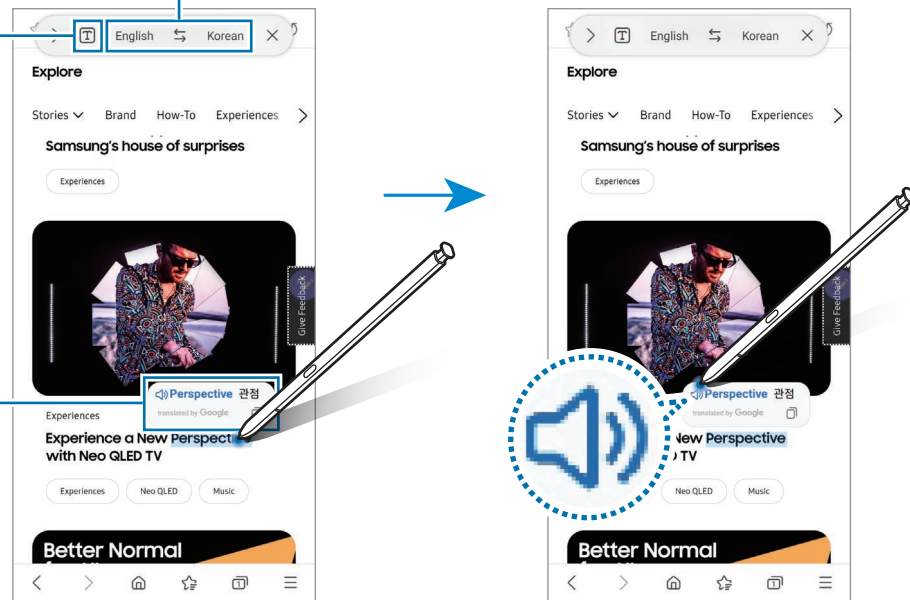 English Korean
Explore
Stories Brand How-To Experiences
Samsung's house of surprises
Experiences
Give Feedback
Perspective 관점
translated by Google
Experiences
Experience a New Perspecti
with Neo QLED TV
Experiences Neo QLED Music
Better Normal
1
T English Korean
Explore
Stories Brand How-To Experiences
Samsung's house of surprises
Experiences
Give Feedback
Perspective 관점
translated by Google
New Perspective
TV
Neo QLED Music
Better Normal
1